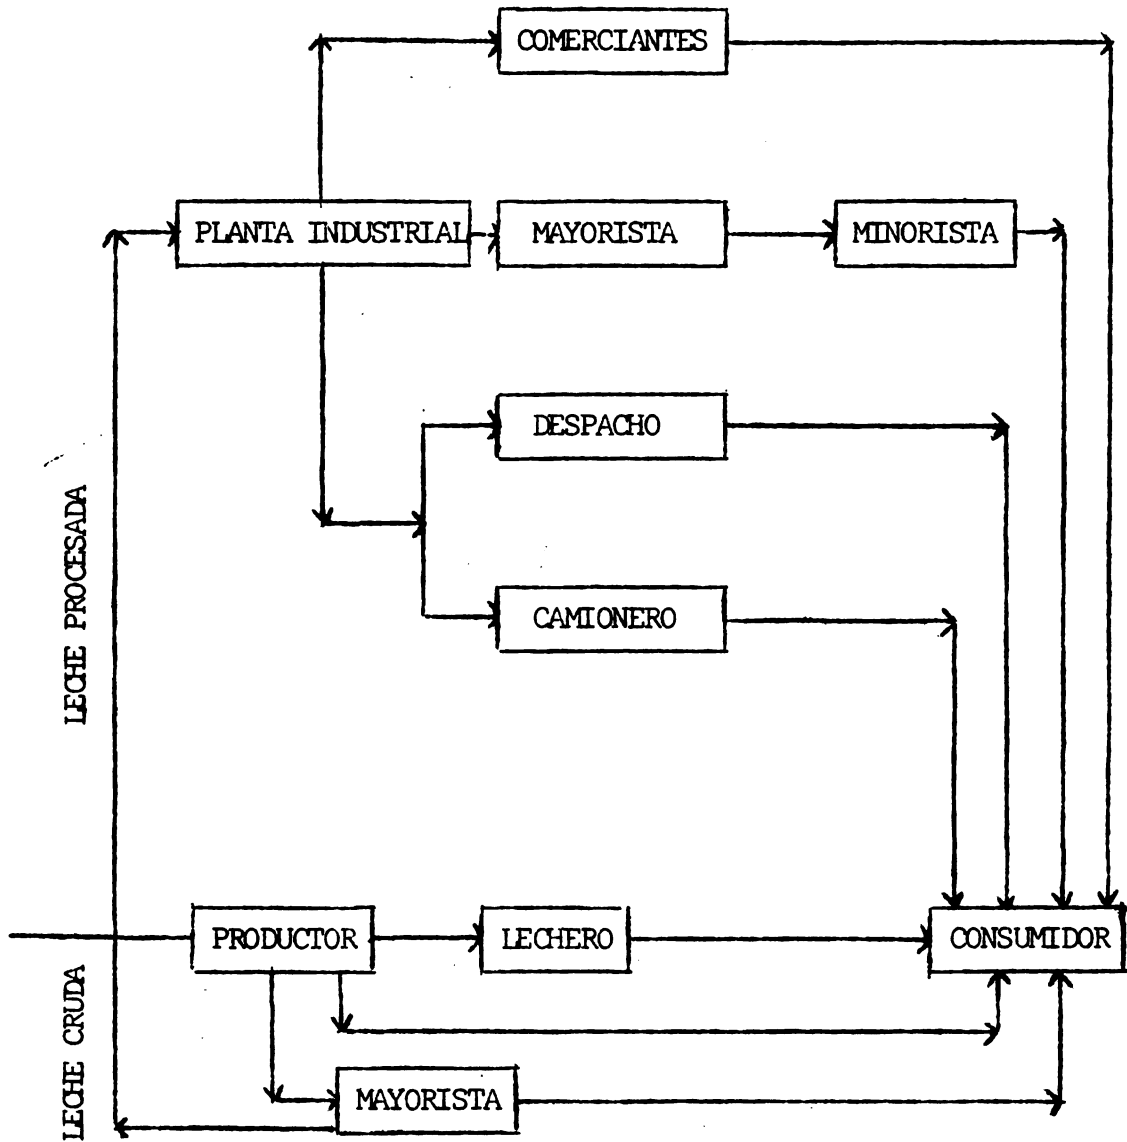 COMERCIANTES
PLANTA INDUSTRIAL
MAYORISTA
MINORISTA
DESPACHO
CAMIONERO
LECHE PROCESADA
PRODUCTOR
LECHERO
CONSUMIDOR
LECHE CRUDA
MAYORISTA